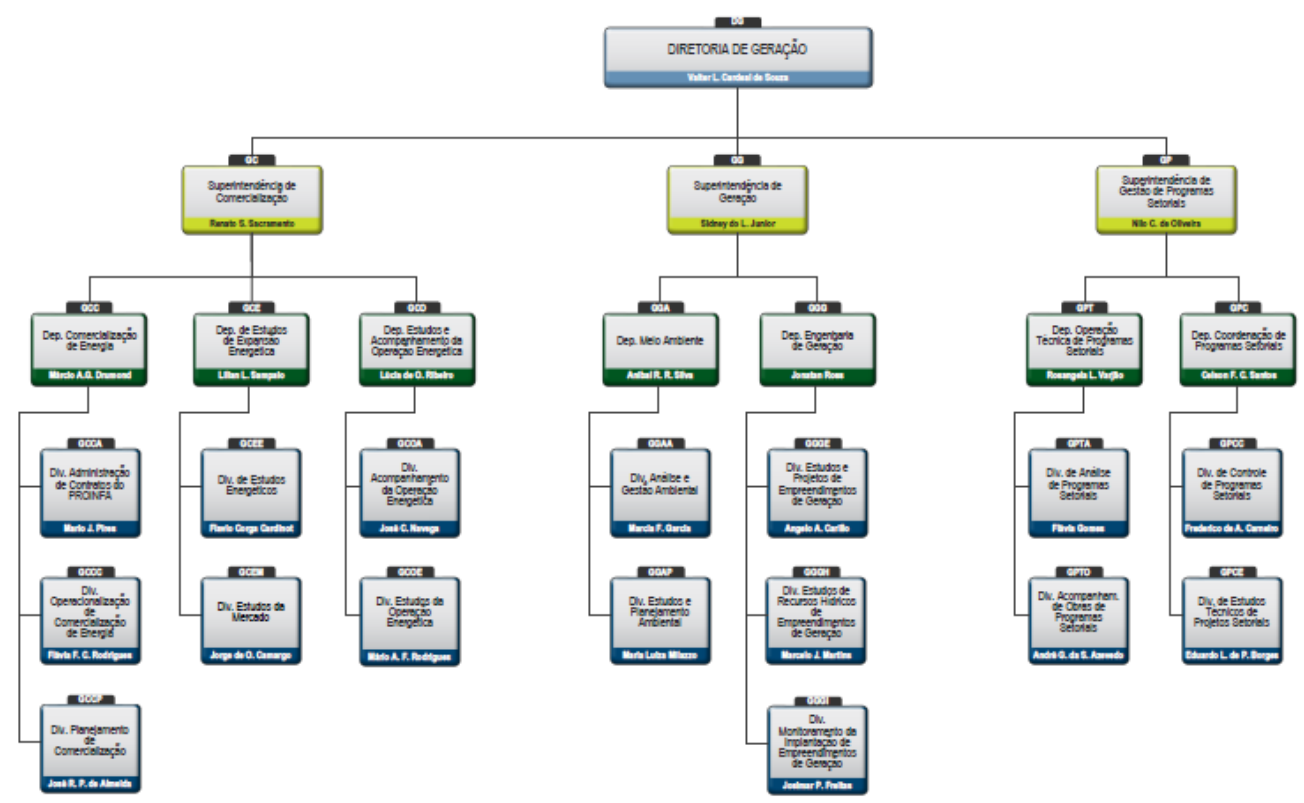 DG
DIRETORIA DE GERAÇÃO
Valter L. Cardeal de Souza
GC
Superintendência de
Comercialização
Renato S. Sacramento
GG
Superintendência de
Geração
Sidney do L. Junior
GP
Superintendência de
Gestão de Programas
Setoriais
Nilo C. de Oliveira
GCC
Dep. Comercialização
de Energia
Márcio A.G. Drumond
GCE
Dep. de Estudos
de Expansão
Energética
Lilian L. Sampaio
GCO
Dep. Estudos e
Acompanhamento da
Operação Energética
Lúcia de O. Ribeiro
GGA
Dep. Meio Ambiente
Anibal R. R. Silva
GGG
Dep. Engenharia
de Geração
Jonatan Ross
GPT
Dep. Operação
Técnica de Programas
Setoriais
Rosangela L. Varjão
GPC
Dep. Coordenação de
Programas Setoriais
Celson F. C. Santos
GCCA
Div. Administração
de Contratos do
PROINFA
Mario J. Pires
GCEE
Div. de Estudos
Energéticos
Flavio Corga Cardinot
GCOA
Div.
Acompanhamento
da Operação
Energética
José C. Navega
GGAA
Div. Análise e
Gestão Ambiental
Marcia F. Garcia
GGGE
Div. Estudos e
Projetos de
Empreendimentos
de Geração
Angelo A. Carillo
GPTA
Div. de Análise
de Programas
Setoriais
Flávia Gomes
GPCC
Div. de Controle
de Programas
Setoriais
Frederico de A. Carneiro
GCCC
Div.
Operacionalização
de
Comercialização
de Energia
Flávia F. C. Rodrigues
GCEM
Div. Estudos da
Mercado
Jorge de O. Camargo
GCOE
Div. Estudos da
Operação
Energética
Mário A. F. Rodrigues
GGAP
Div. Estudos e
Planejamento
Ambiental
Maria Luiza Milazzo
GGGH
Div. Estudos de
Recursos Hídricos
de
Empreendimentos
de Geração
Marcelo J. Martins
GPTO
Div. Acompanham.
de Obras de
Programas
Setoriais
André G. da S. Azevedo
GPCE
Div. de Estudos
Técnicos de
Projetos Setoriais
Eduardo L. de P. Borges
GCCP
Div. Planejamento
de
Comercialização
José R. P. de Almeida
GGGI
Div.
Monitoramento da
Implantação de
Empreendimentos
de Geração
Josimar P. Freitas